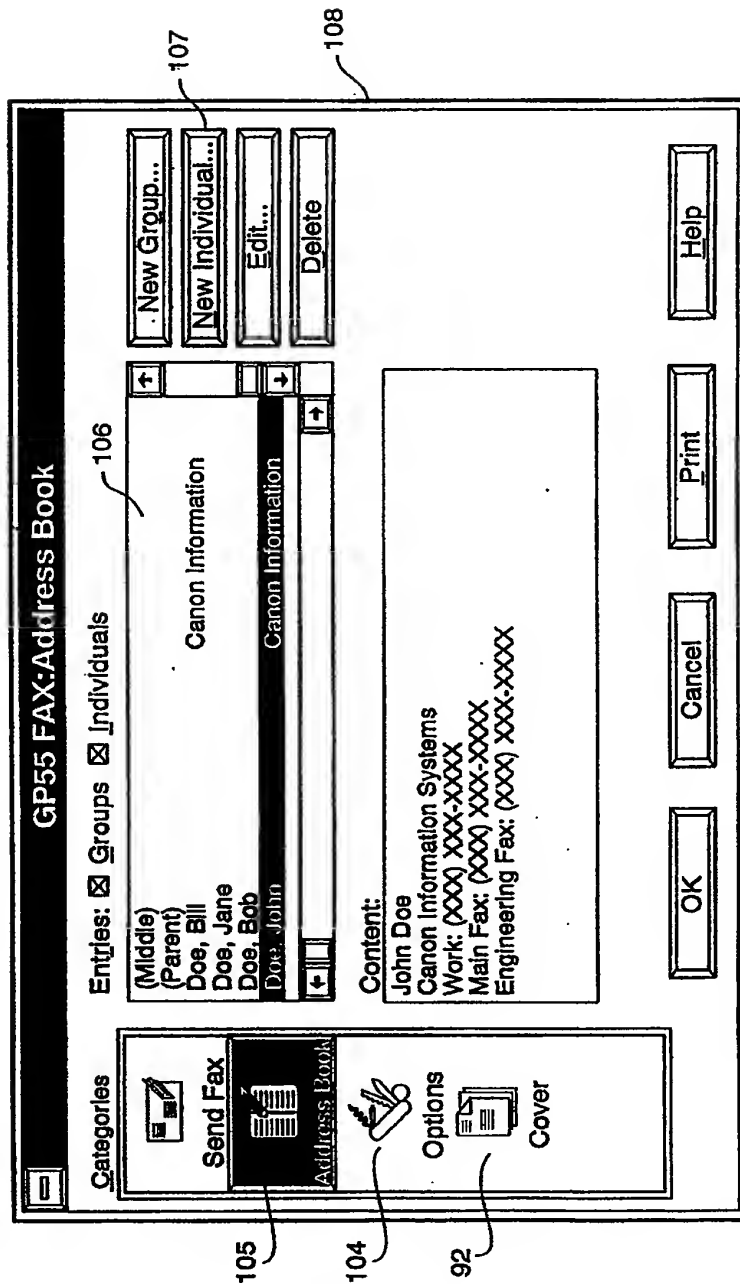 GP55 FAX:Address Book
Categories
Send Fax
Address Book
Options
Cover
Entries: ☒ Groups ☒ Individuals
(Middle)
(Parent)
Doe, Bill
Doe, Jane Canon Information
Doe, Bob
Doe, John Canon Information
New Group...
New Individual...
Edit...
Delete
Content:
John Doe
Canon Information Systems
Work: (XXX) XXX-XXXX
Main Fax: (XXX) XXX-XXXX
Engineering Fax: (XXX) XXX-XXXX
OK
Cancel
Print
Help
105
104
92
106
107
108